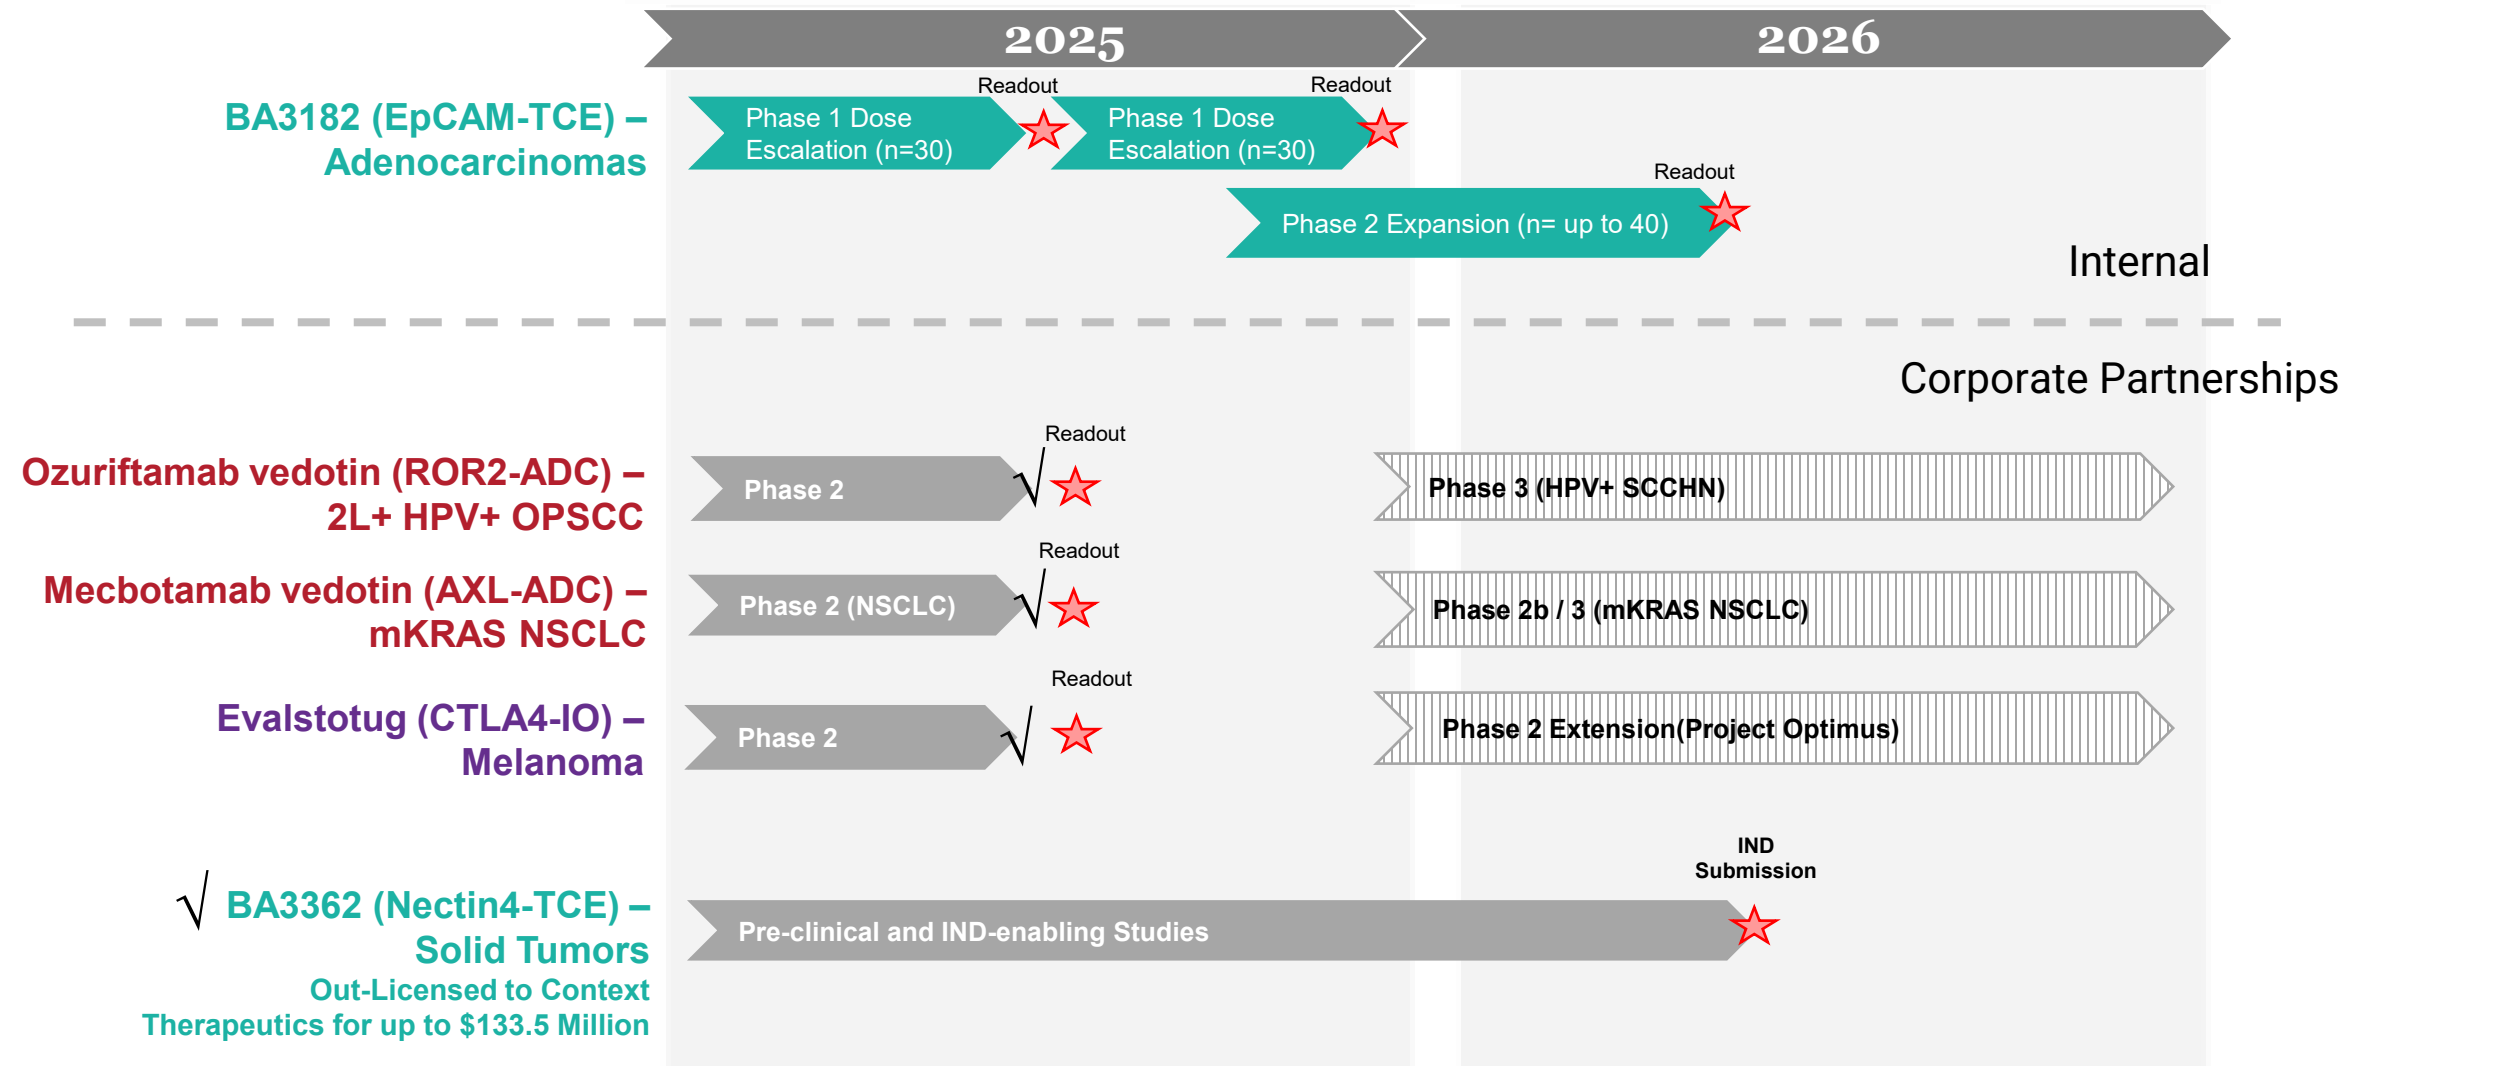 2025
2026
Readout
Readout
BA3182 (EpCAM-TCE) –
Adenocarcinomas
Phase 1 Dose
Escalation (n=30)
Phase 1 Dose
Escalation (n=30)
Readout
Phase 2 Expansion (n= up to 40)
Internal
Corporate Partnerships
Readout
Ozuriftamab vedotin (ROR2-ADC) –
2L+ HPV+ OPSCC
Phase 2
√
Phase 3 (HPV+ SCCHN)
Readout
Mecbotamab vedotin (AXL-ADC) –
mKRAS NSCLC
Phase 2 (NSCLC)
√
Phase 2b / 3 (mKRAS NSCLC)
Readout
Evalstotug (CTLA4-IO) –
Melanoma
Phase 2
√
Phase 2 Extension(Project Optimus)
IND
Submission
√ BA3362 (Nectin4-TCE) –
Solid Tumors
Out-Licensed to Context
Therapeutics for up to $133.5 Million
Pre-clinical and IND-enabling Studies